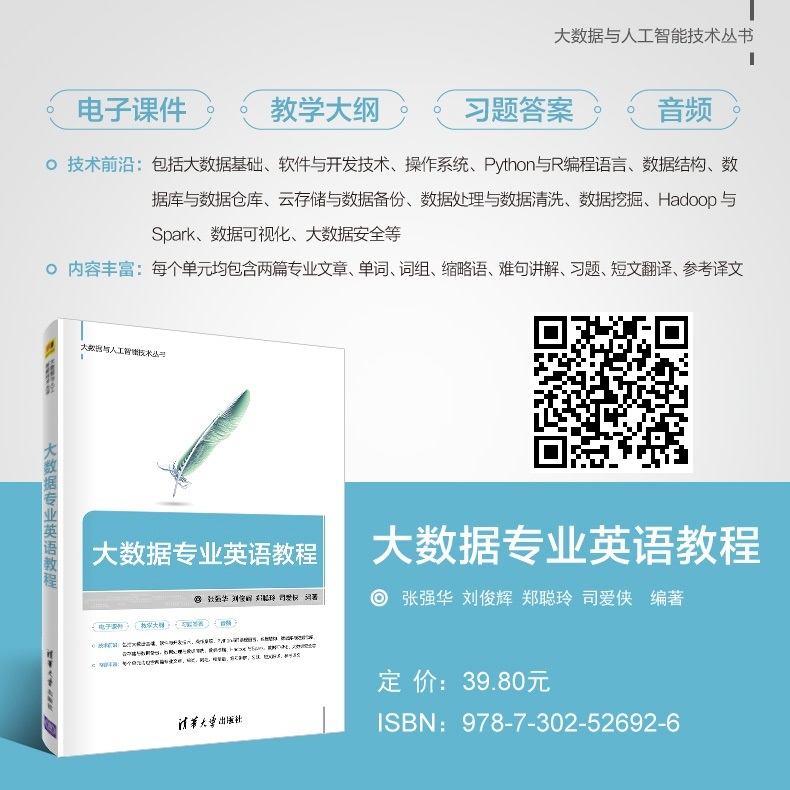 大数据与人工智能技术丛书
电子课件 教学大纲 习题答案 音频
技术前沿：包括大数据基础、软件与开发技术、操作系统、Python与R编程语言、数据结构、数
据库与数据仓库、云存储与数据备份、数据处理与数据清洗、数据挖掘、Hadoop 与
Spark、数据可视化、大数据安全等
内容丰富：每个单元均包含两篇专业文章、单词、词组、缩略语、难句讲解、习题、短文翻译、参考译文
大数据与人工智能技术丛书
大数据专业英语教程
大数据专业英语教程
张强华 刘俊辉 郑聪玲 司爱侠 编著
电子课件 教学大纲 习题答案 音频
清华大学出版社
大数据专业英语教程
张强华 刘俊辉 郑聪玲 司爱侠 编著
定 价：39.80元
ISBN：978-7-302-52692-6